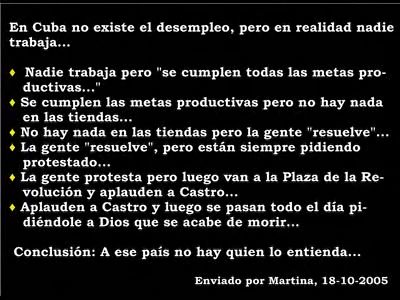 En Cuba no existe el desempleo, pero en realidad nadie
trabaja...
♦ Nadie trabaja pero "se cumplen todas las metas pro-
ductivas..."
♦ Se cumplen las metas productivas pero no hay nada
en las tiendas...
♦ No hay nada en las tiendas pero la gente "resuelve"...
♦ La gente "resuelve", pero están siempre pidiendo
protestado...
♦ La gente protesta pero luego van a la Plaza de la Re-
volución y aplauden a Castro...
♦ Aplauden a Castro y luego se pasan todo el día pi-
diéndole a Dios que se acabe de morir...
Conclusión: A ese país no hay quien lo entienda...
Enviado por Martina, 18-10-2005